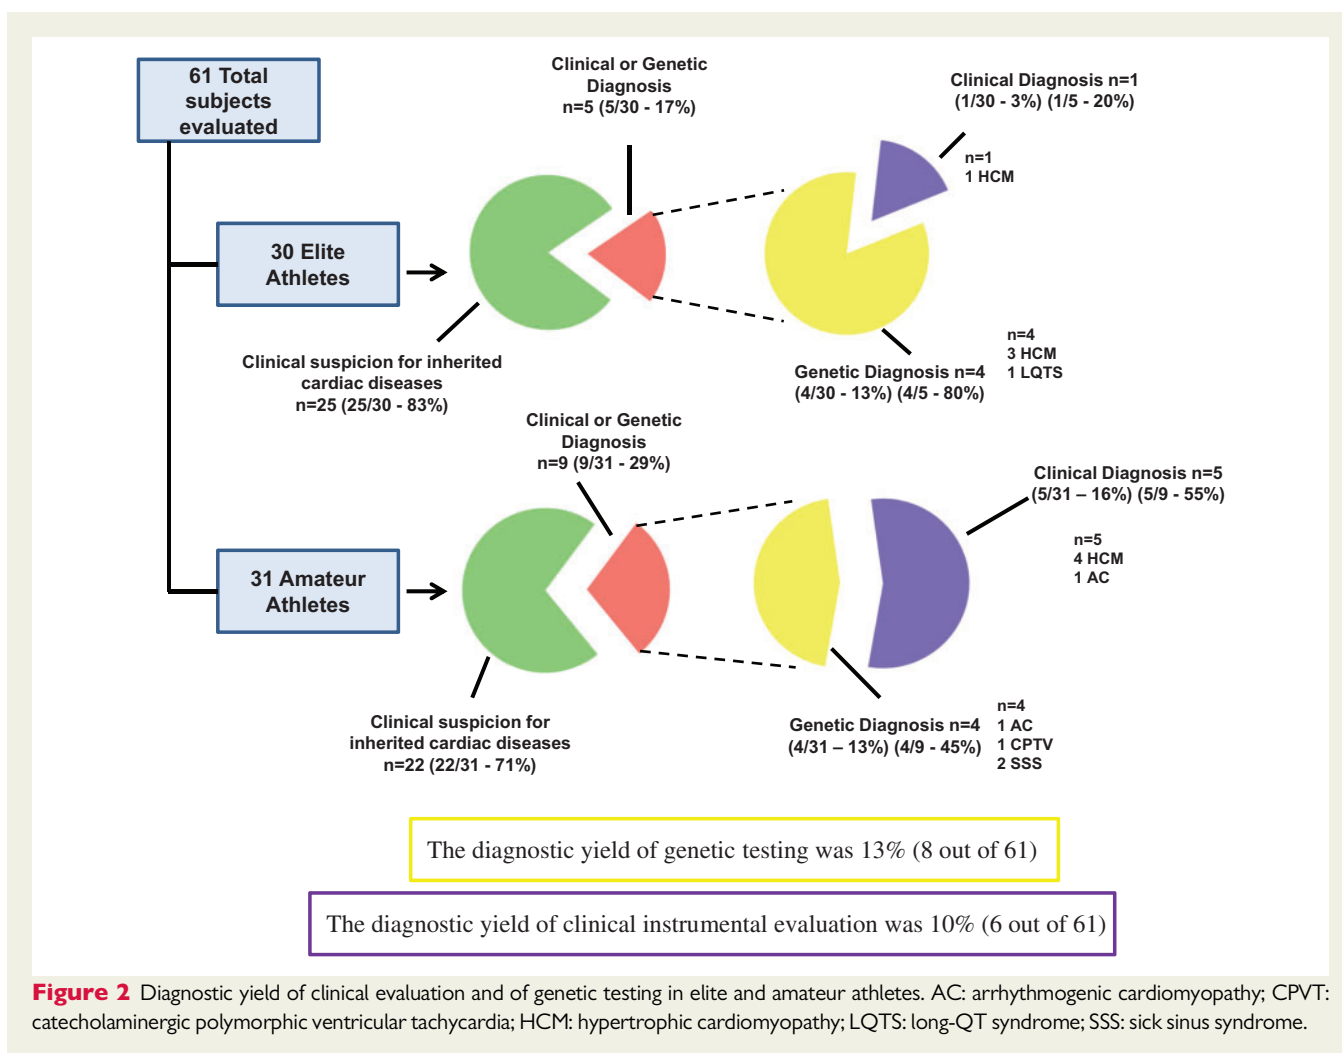 61 Total
subjects
evaluated
Clinical or Genetic
Diagnosis
n=5 (5/30 - 17%)
Clinical Diagnosis n=1
(1/30 - 3%) (1/5 - 20%)
n=1
1 HCM
30 Elite
Athletes
Clinical suspicion for inherited
cardiac diseases
n=25 (25/30 - 83%)
n=4
3 HCM
1 LQTS
Genetic Diagnosis n=4
(4/30 - 13%) (4/5 - 80%)
Clinical or Genetic
Diagnosis
n=9 (9/31 - 29%)
Clinical Diagnosis n=5
(5/31 – 16%) (5/9 - 55%)
n=5
4 HCM
1 AC
31 Amateur
Athletes
Clinical suspicion for
inherited cardiac diseases
n=22 (22/31 - 71%)
Genetic Diagnosis n=4
(4/31 – 13%) (4/9 - 45%)
n=4
1 AC
1 CPTV
2 SSS
The diagnostic yield of genetic testing was 13% (8 out of 61)
The diagnostic yield of clinical instrumental evaluation was 10% (6 out of 61)
Figure 2 Diagnostic yield of clinical evaluation and of genetic testing in elite and amateur athletes. AC: arrhythmogenic cardiomyopathy; CPVT:
catecholaminergic polymorphic ventricular tachycardia; HCM: hypertrophic cardiomyopathy; LQTS: long-QT syndrome; SSS: sick sinus syndrome.